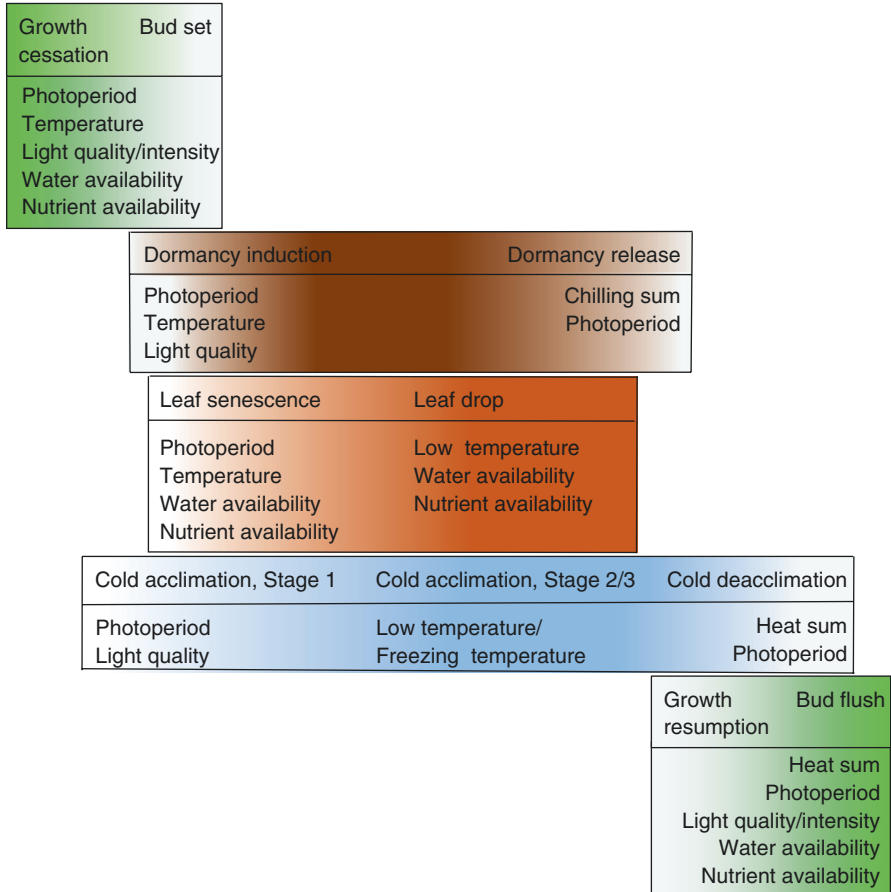 Growth Bud set
cessation
Photoperiod
Temperature
Light quality/intensity
Water availability
Nutrient availability
Dormancy induction Dormancy release
Photoperiod Chilling sum
Temperature Photoperiod
Light quality
Leaf senescence Leaf drop
Photoperiod Low temperature
Temperature Water availability
Water availability Nutrient availability
Nutrient availability
Cold acclimation, Stage 1 Cold acclimation, Stage 2/3 Cold deacclimation
Photoperiod Low temperature/ Heat sum
Light quality Freezing temperature Photoperiod
Growth Bud flush
resumption
Heat sum
Photoperiod
Light quality/intensity
Water availability
Nutrient availability